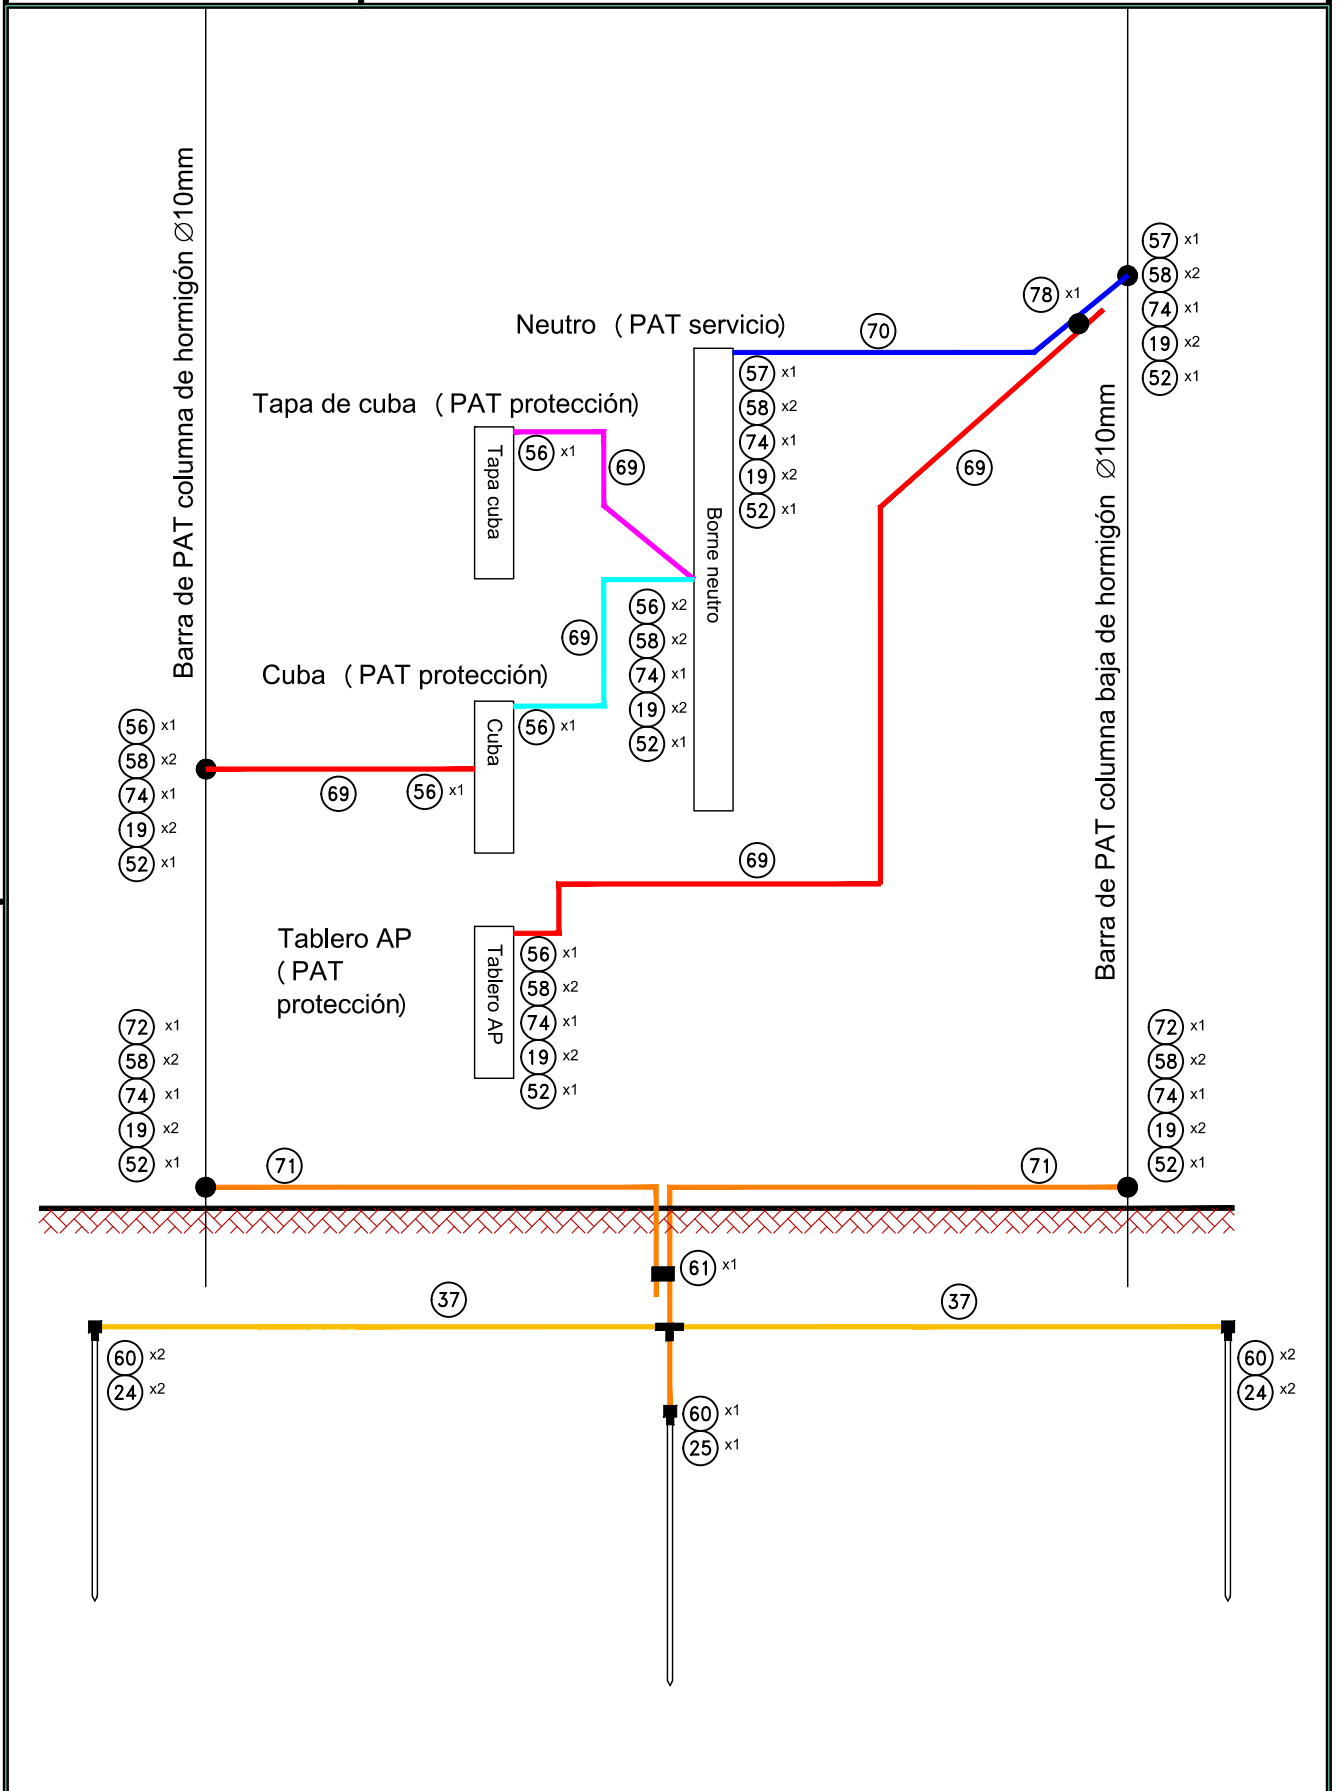 Barra de PAT columna de hormigón Ø10mm
57 x1
58 x2
74 x1
19 x2
52 x1
78 x1
Neutro (PAT servicio)
70
57 x1
58 x2
74 x1
19 x2
52 x1
Tapa de cuba (PAT protección)
Tapa cuba
56 x1
69
69
Borne neutro
Barra de PAT columna baja de hormigón Ø10mm
56 x2
58 x2
74 x1
19 x2
52 x1
69
Cuba (PAT protección)
Cuba
56 x1
56 x1
58 x2
74 x1
19 x2
52 x1
69
56 x1
69
Tablero AP
(PAT
protección)
Tablero AP
56 x1
58 x2
74 x1
19 x2
52 x1
72 x1
58 x2
74 x1
19 x2
52 x1
72 x1
58 x2
74 x1
19 x2
52 x1
71
71
61 x1
37
37
60 x2
24 x2
60 x2
24 x2
60 x1
25 x1